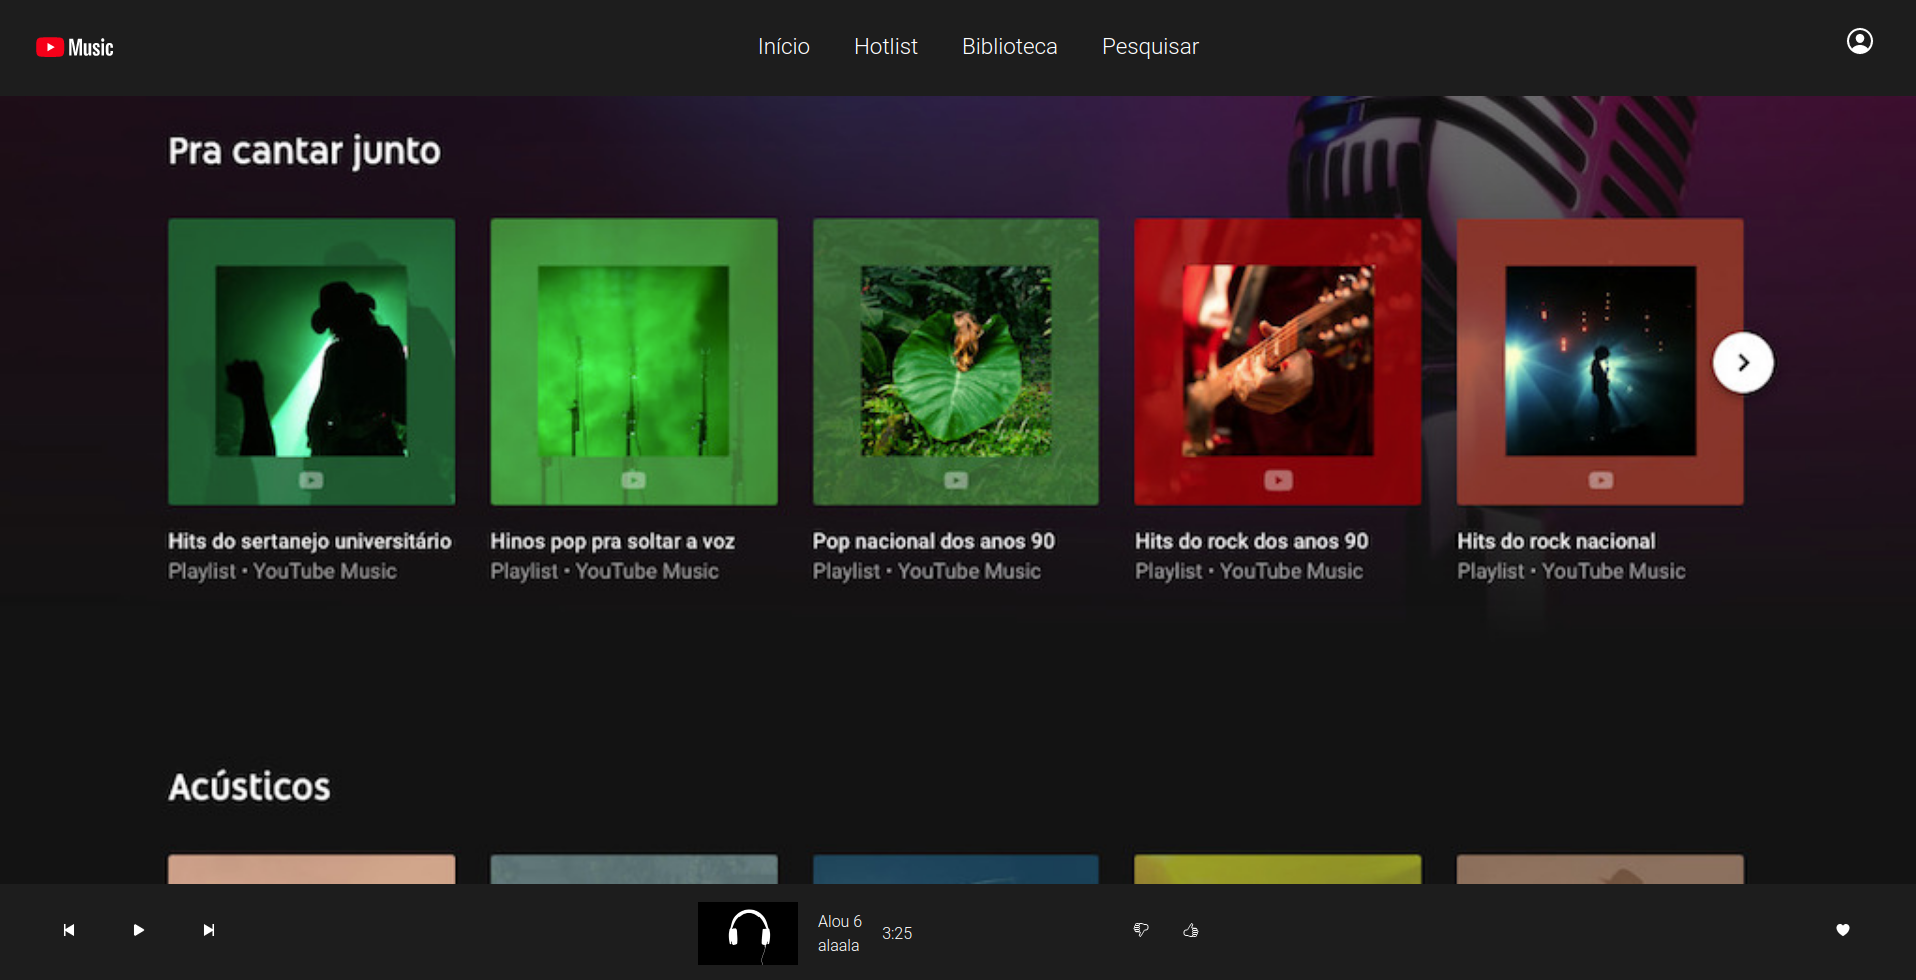 Music
Início Hotlist Biblioteca Pesquisar
Pra cantar junto
Hits do sertanejo universitário
Playlist • YouTube Music
Hinos pop pra soltar a voz
Playlist • YouTube Music
Pop nacional dos anos 90
Playlist • YouTube Music
Hits do rock dos anos 90
Playlist • YouTube Music
Hits do rock nacional
Playlist • YouTube Music
Acústicos
Alou 6
alaala
3:25